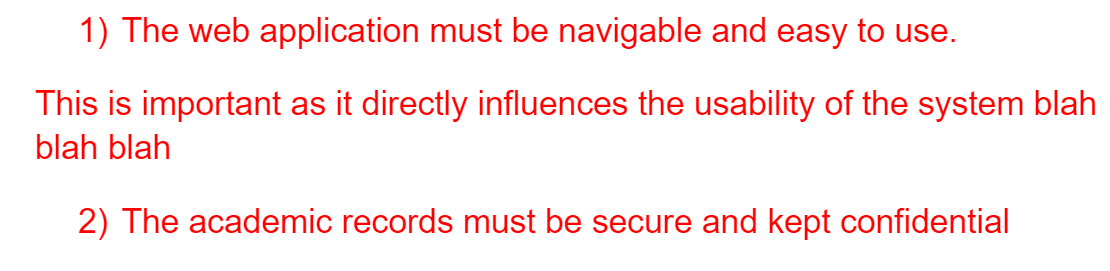 1) The web application must be navigable and easy to use.
This is important as it directly influences the usability of the system blah
blah blah
2) The academic records must be secure and kept confidential